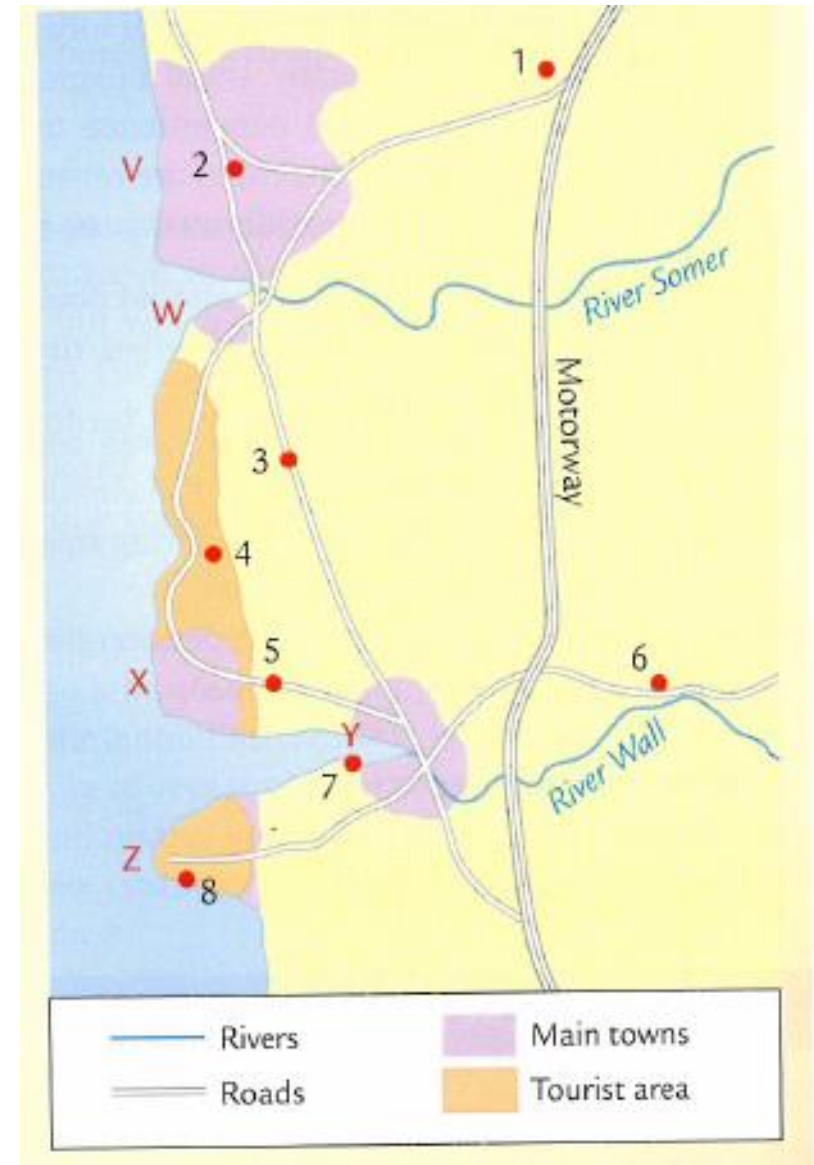 1
V
2
River Somer
W
Motorway
3
4
5
6
X
Y
7
River Wall
Z
8
Rivers
Main towns
Roads
Tourist area